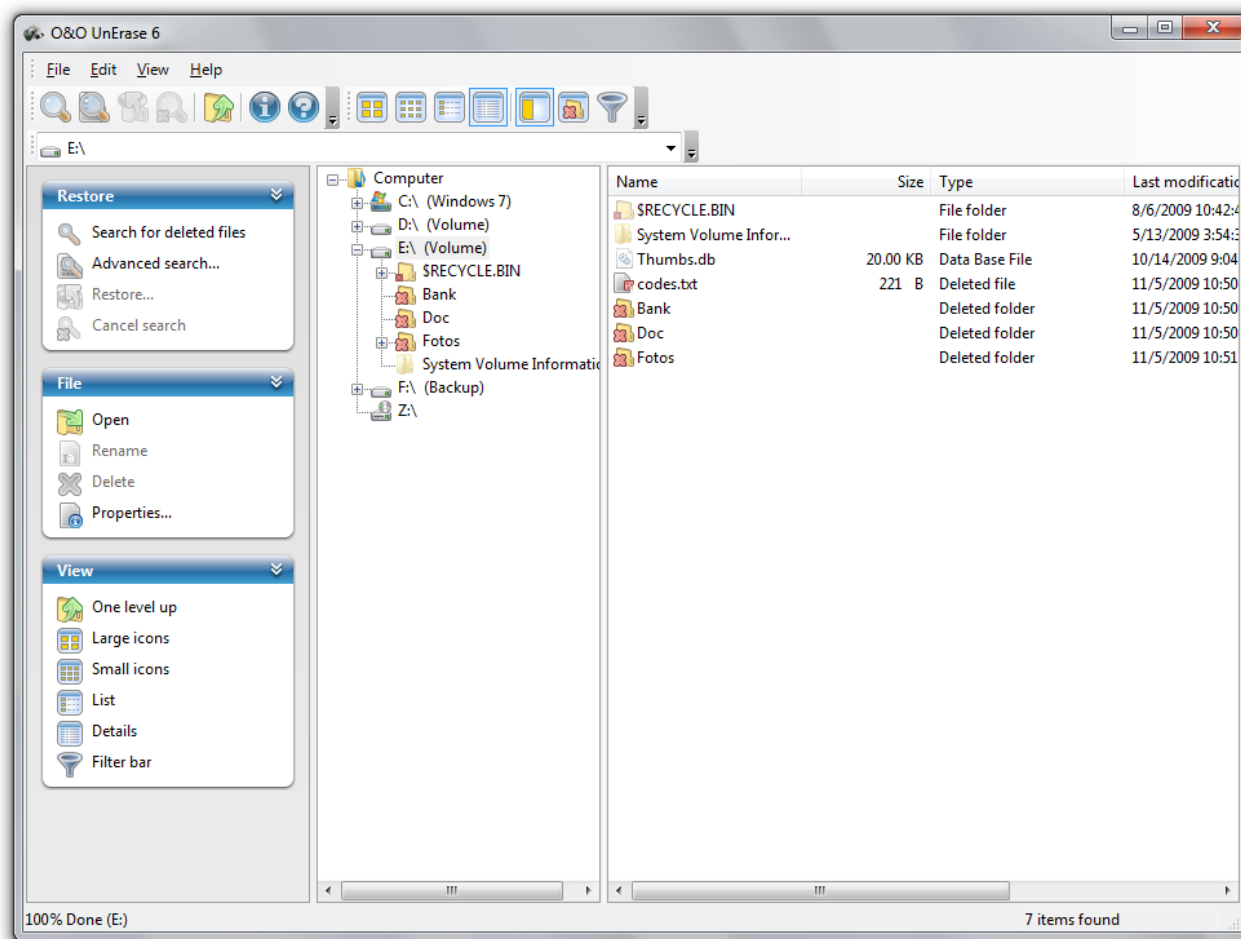 O&O UnErase 6
File Edit View Help
E:\
Restore
Search for deleted files
Advanced search...
Restore...
Cancel search
File
Open
Rename
Delete
Properties...
View
One level up
Large icons
Small icons
List
Details
Filter bar
Computer
C:\ (Windows 7)
D:\ (Volume)
E:\ (Volume)
$RECYCLE.BIN
Bank
Doc
Fotos
System Volume Informatic
F:\ (Backup)
Z:\
Name Size Type Last modificatic
$RECYCLE.BIN File folder 8/6/2009 10:42:4
System Volume Infor... File folder 5/13/2009 3:54:3
Thumbs.db 20.00 KB Data Base File 10/14/2009 9:04
codes.txt 221 B Deleted file 11/5/2009 10:50
Bank Deleted folder 11/5/2009 10:50
Doc Deleted folder 11/5/2009 10:50
Fotos Deleted folder 11/5/2009 10:51
100% Done (E:) 7 items found